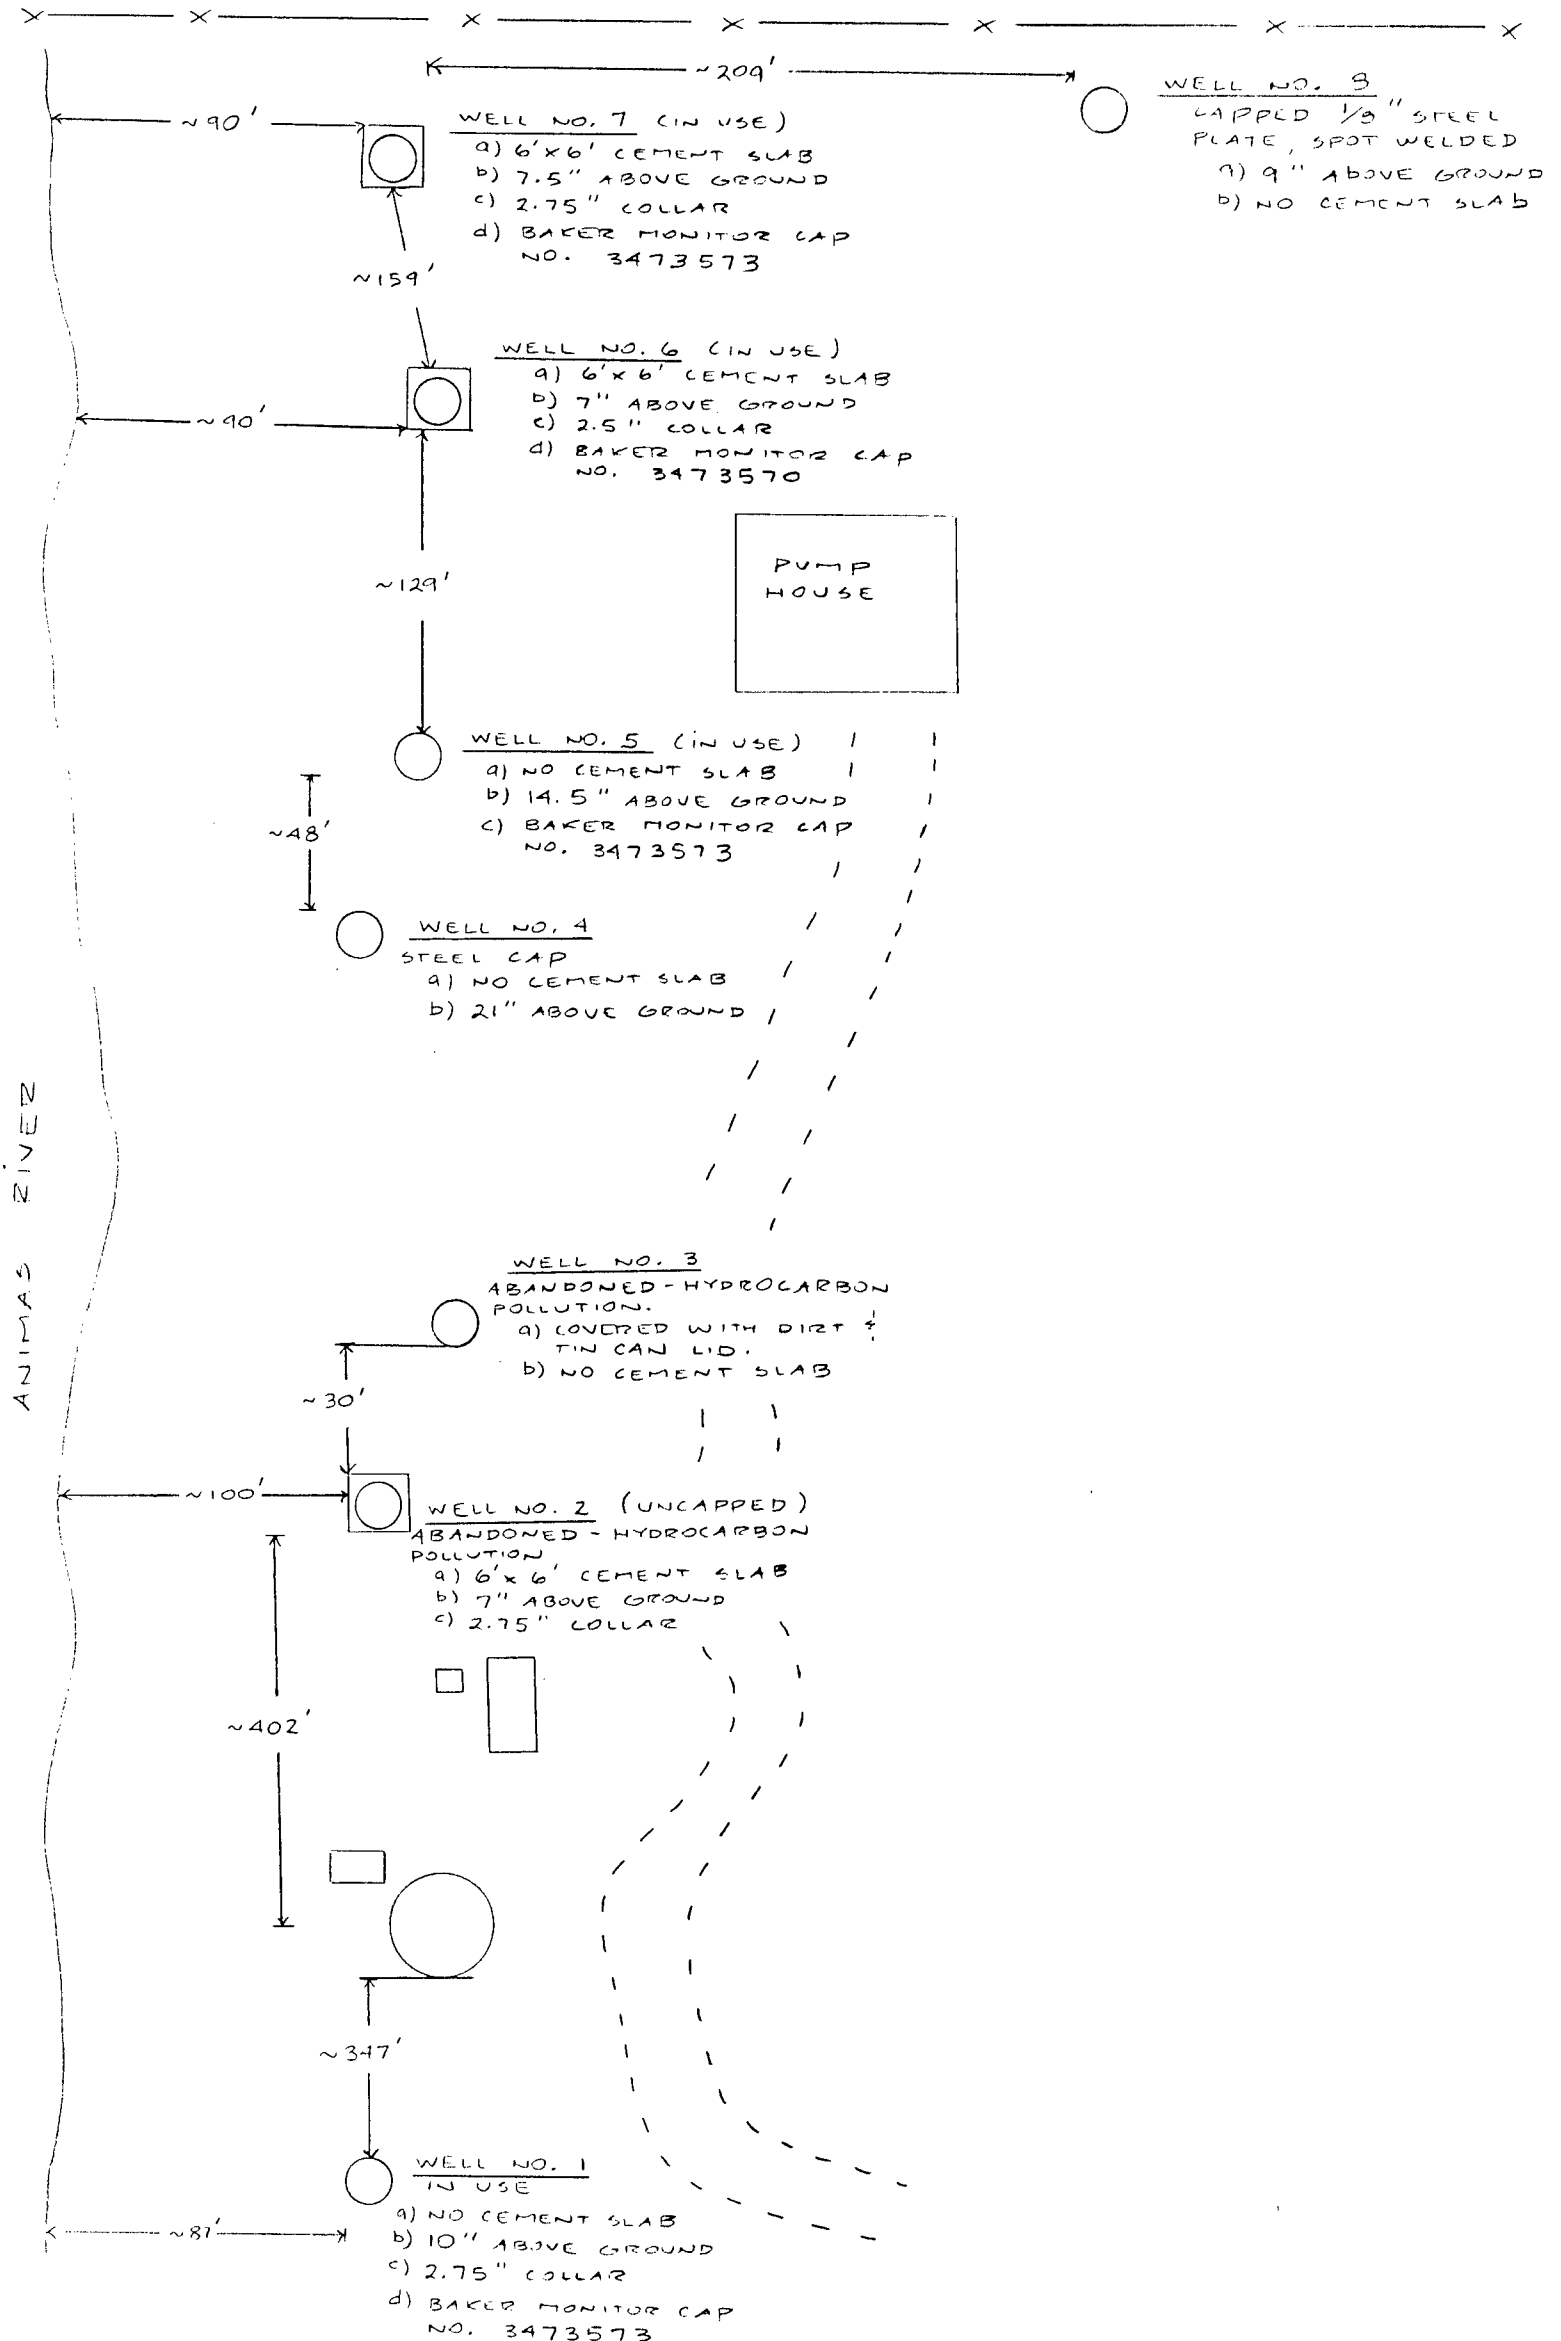 ~209'
WELL NO. 8
CAPPED 1/8" STEEL
PLATE, SPOT WELDED
a) 9" ABOVE GROUND
b) NO CEMENT SLAB
~90'
WELL NO. 7 (IN USE)
a) 6'x6' CEMENT SLAB
b) 7.5" ABOVE GROUND
c) 2.75" COLLAR
d) BAKER MONITOR CAP
NO. 3473573
~159'
WELL NO. 6 (IN USE)
a) 6'x6' CEMENT SLAB
b) 7" ABOVE GROUND
c) 2.5" COLLAR
d) BAKER MONITOR CAP
NO. 3473570
~90'
PUMP
HOUSE
~129'
WELL NO. 5 (IN USE)
a) NO CEMENT SLAB
b) 14.5" ABOVE GROUND
c) BAKER MONITOR CAP
NO. 3473573
~48'
WELL NO. 4
STEEL CAP
a) NO CEMENT SLAB
b) 21" ABOVE GROUND
ANIMAS RIVER
WELL NO. 3
ABANDONED - HYDROCARBON
POLLUTION.
a) COVERED WITH DIRT &
TIN CAN LID.
b) NO CEMENT SLAB
~30'
~100'
WELL NO. 2 (UNCAPPED)
ABANDONED - HYDROCARBON
POLLUTION
a) 6'x6' CEMENT SLAB
b) 7" ABOVE GROUND
c) 2.75" COLLAR
~402'
~347'
WELL NO. 1
IN USE
a) NO CEMENT SLAB
b) 10" ABOVE GROUND
c) 2.75" COLLAR
d) BAKER MONITOR CAP
NO. 3473573
~87'